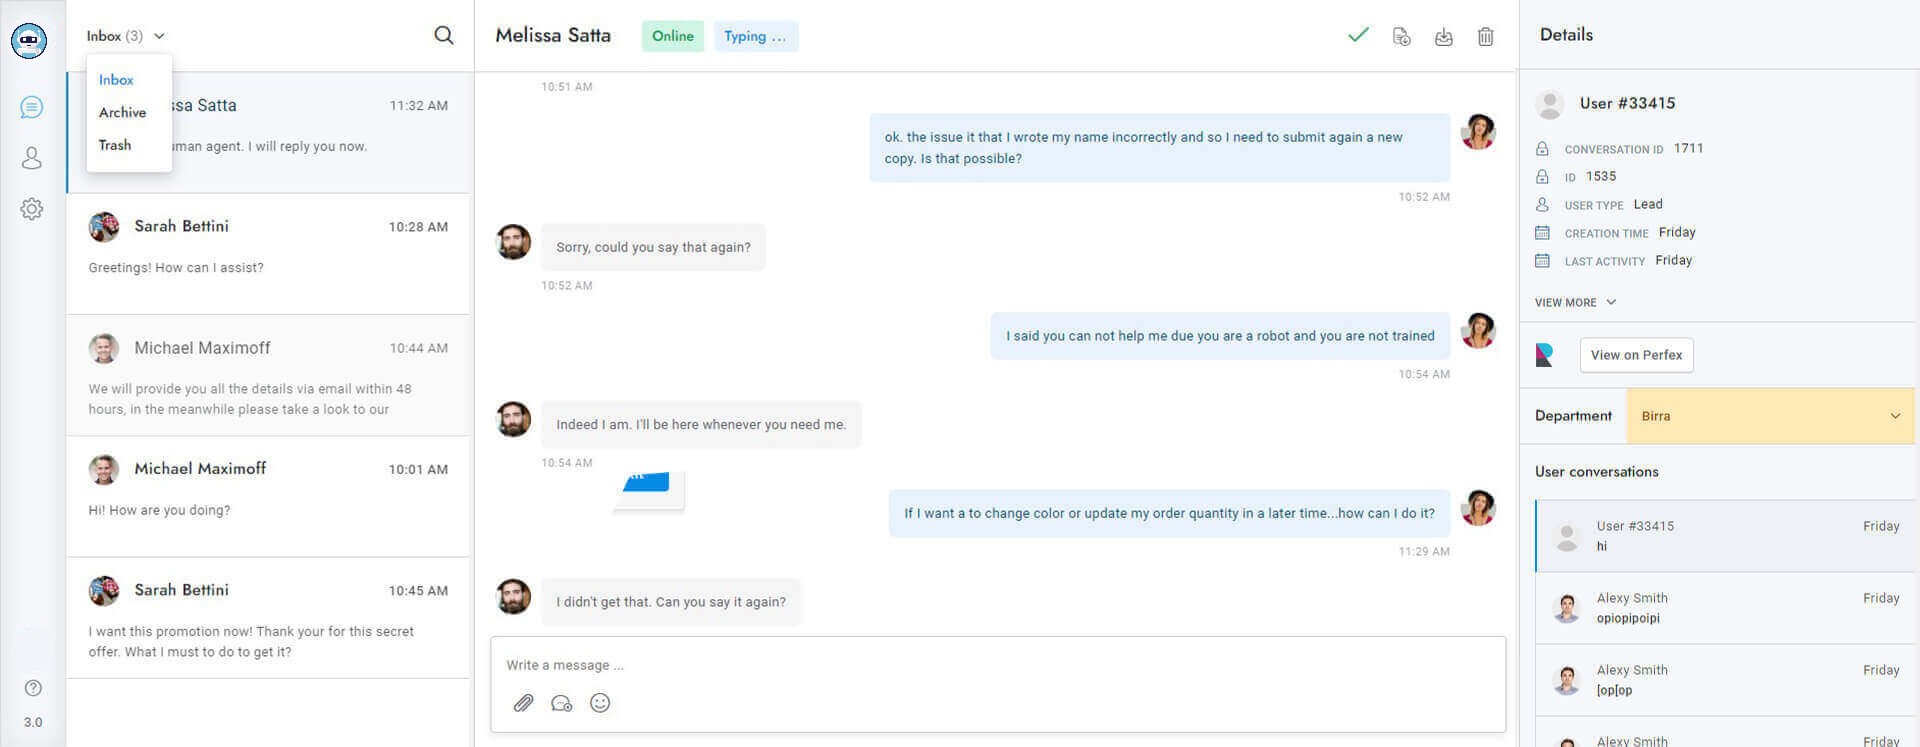 Inbox (3)
Inbox
Archive
Trash
ssa Satta
11:32 AM
uman agent. I will reply you now.
Sarah Bettini
10:28 AM
Greetings! How can I assist?
Michael Maximoff
10:44 AM
We will provide you all the details via email within 48
hours, in the meanwhile please take a look to our
Michael Maximoff
10:01 AM
Hi! How are you doing?
Sarah Bettini
10:45 AM
I want this promotion now! Thank your for this secret
offer. What I must to do to get it?
3.0
Melissa Satta
Online
Typing ...
10:51 AM
ok. the issue it that I wrote my name incorrectly and so I need to submit again a new
copy. Is that possible?
10:52 AM
Sorry, could you say that again?
10:52 AM
I said you can not help me due you are a robot and you are not trained
10:54 AM
Indeed I am. I'll be here whenever you need me.
10:54 AM
If I want a to change color or update my order quantity in a later time...how can I do it?
11:29 AM
I didn't get that. Can you say it again?
Write a message ...
Details
User #33415
CONVERSATION ID 1711
ID 1535
USER TYPE Lead
CREATION TIME Friday
LAST ACTIVITY Friday
VIEW MORE
View on Perfex
Department
Birra
User conversations
User #33415
Friday
hi
Alexy Smith
Friday
opiopipoipi
Alexy Smith
Friday
[op[op
Alexy Smith
Friday